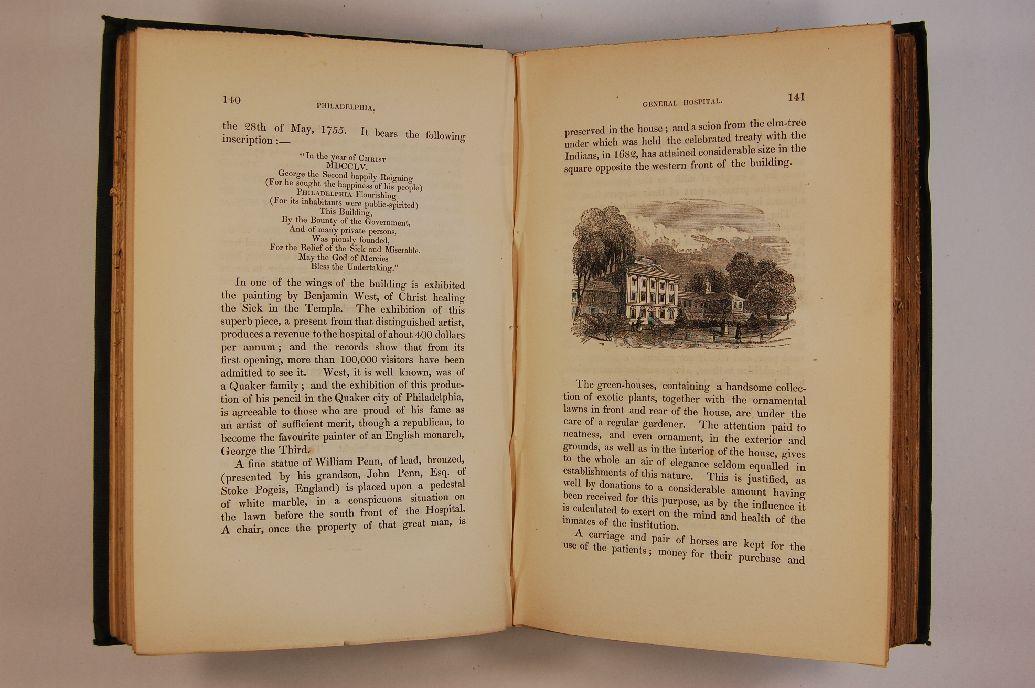 140
PHILADELPHIA.
the 28th of May, 1755. It bears the following
inscription :—
"In the year of CHRIST
MDCCLV.
George the Second happily Reigning
(For he sought the happiness of his people)
PHILADELPHIA Flourishing
(For its inhabitants were public-spirited)
This Building,
By the Bounty of the Government,
And of many private persons,
Was piously founded,
For the Relief of the Sick and Miserable.
May the God of Mercies
Bless the Undertaking."
In one of the wings of the building is exhibited
the painting by Benjamin West, of Christ healing
the Sick in the Temple. The exhibition of this
superb piece, a present from that distinguished artist,
produces a revenue to the hospital of about 400 dollars
per annum ; and the records show that from its
first opening, more than 100,000 visitors have been
admitted to see it. West, it is well known, was of
a Quaker family ; and the exhibition of this produc-
tion of his pencil in the Quaker city of Philadelphia,
is agreeable to those who are proud of his fame as
an artist of sufficient merit, though a republican, to
become the favourite painter of an English monarch,
George the Third.
A fine statue of William Penn, of lead, bronzed,
(presented by his grandson, John Penn, Esq. of
Stoke Pogeis, England) is placed upon a pedestal
of white marble, in a conspicuous situation on
the lawn before the south front of the Hospital.
A chair, once the property of that great man, is
GENERAL HOSPITAL.
141
preserved in the house ; and a scion from the elm-tree
under which was held the celebrated treaty with the
Indians, in 1682, has attained considerable size in the
square opposite the western front of the building.
The green-houses, containing a handsome collec-
tion of exotic plants, together with the ornamental
lawns in front and rear of the house, are under the
care of a regular gardener. The attention paid to
neatness, and even ornament, in the exterior and
grounds, as well as in the interior of the house, gives
to the whole an air of elegance seldom equalled in
establishments of this nature. This is justified, as
well by donations to a considerable amount having
been received for this purpose, as by the influence it
is calculated to exert on the mind and health of the
inmates of the institution.
A carriage and pair of horses are kept for the
use of the patients ; money for their purchase and